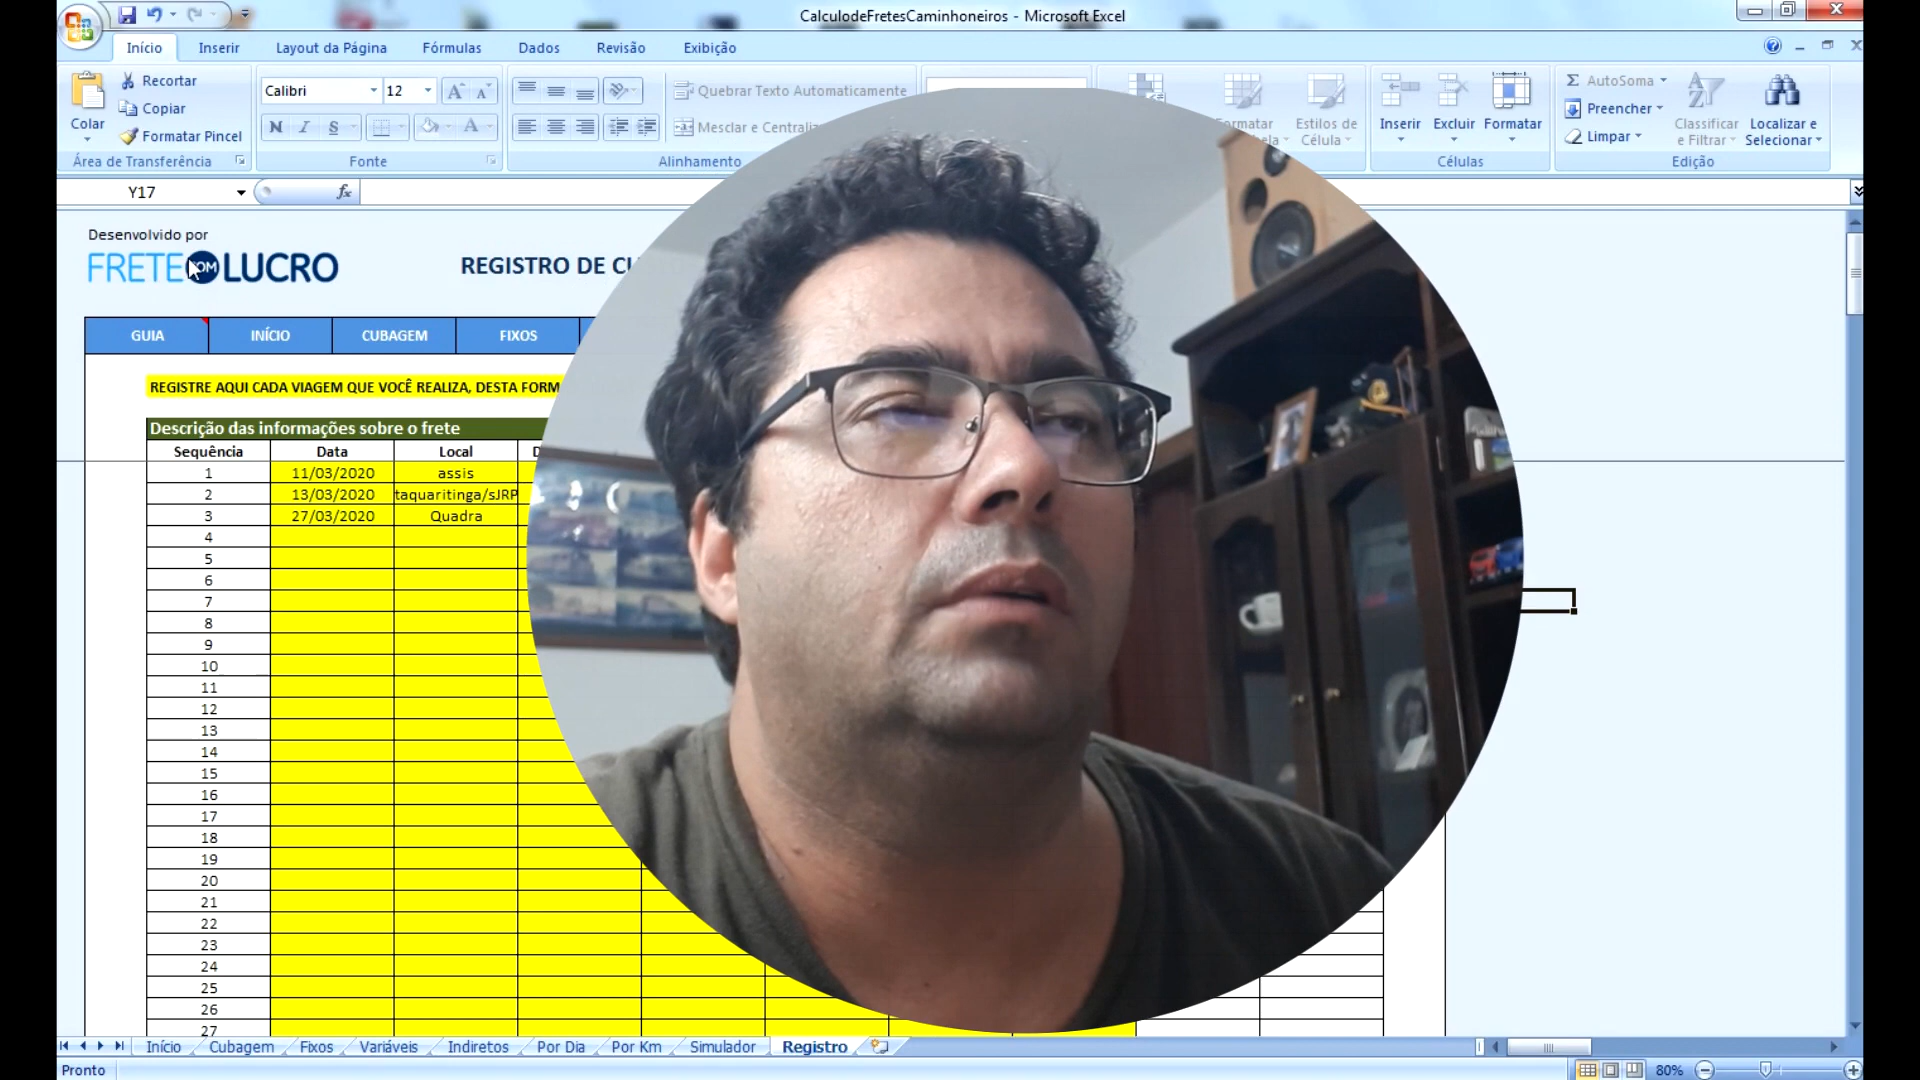 CalculodeFretesCaminhoneiros - Microsoft Excel
Início Inserir Layout da Página Fórmulas Dados Revisão Exibição
Colar
Recortar
Copiar
Formatar Pincel
Área de Transferência
Calibri 12
N I S
Fonte
Quebrar Texto Automaticamente
Mesclar e Centraliz
Alinhamento
Formatar
Estilos de Célula
Inserir Excluir Formatar
Células
AutoSoma
Preencher
Limpar
Classificar e Filtrar
Localizar e Selecionar
Edição
Y17 fx
Desenvolvido por
FRETE COM LUCRO
REGISTRO DE CU
GUIA INÍCIO CUBAGEM FIXOS
REGISTRE AQUI CADA VIAGEM QUE VOCÊ REALIZA, DESTA FORM
Descrição das informações sobre o frete
Sequência Data Local D
1 11/03/2020 assis
2 13/03/2020 taquaritinga/sJRP
3 27/03/2020 Quadra
4
5
6
7
8
9
10
11
12
13
14
15
16
17
18
19
20
21
22
23
24
25
26
27
Início Cubagem Fixos Variáveis Indiretos Por Dia Por Km Simulador Registro
Pronto 80%